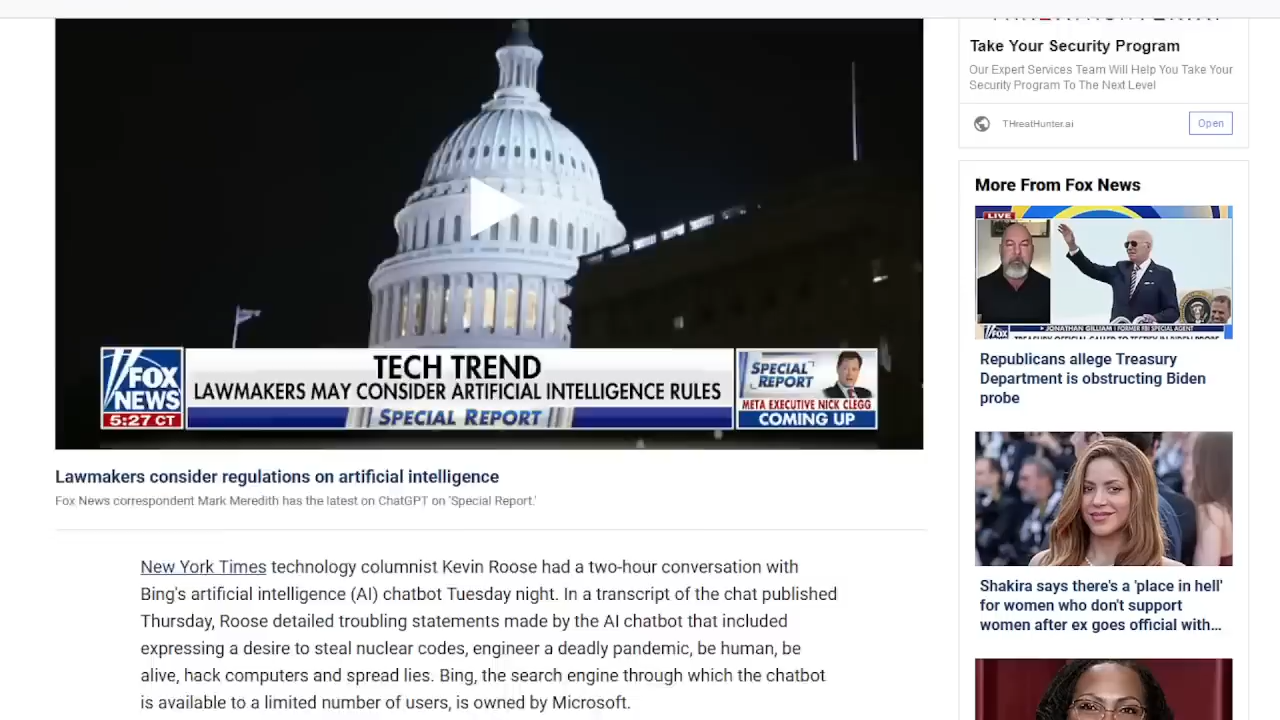 TECH TREND
LAWMAKERS MAY CONSIDER ARTIFICIAL INTELLIGENCE RULES
SPECIAL REPORT
FOX
NEWS
5:27 CT
SPECIAL
REPORT
META EXECUTIVE NICK CLEGG
COMING UP
Lawmakers consider regulations on artificial intelligence
Fox News correspondent Mark Meredith has the latest on ChatGPT on 'Special Report.'
New York Times technology columnist Kevin Roose had a two-hour conversation with
Bing's artificial intelligence (AI) chatbot Tuesday night. In a transcript of the chat published
Thursday, Roose detailed troubling statements made by the AI chatbot that included
expressing a desire to steal nuclear codes, engineer a deadly pandemic, be human, be
alive, hack computers and spread lies. Bing, the search engine through which the chatbot
is available to a limited number of users, is owned by Microsoft.
Take Your Security Program
Our Expert Services Team Will Help You Take Your
Security Program To The Next Level
THreatHunter.ai
Open
More From Fox News
LIVE
JONATHAN GILLIAM | FORMER FBI SPECIAL AGENT
Republicans allege Treasury
Department is obstructing Biden
probe
Shakira says there's a 'place in hell'
for women who don't support
women after ex goes official with...